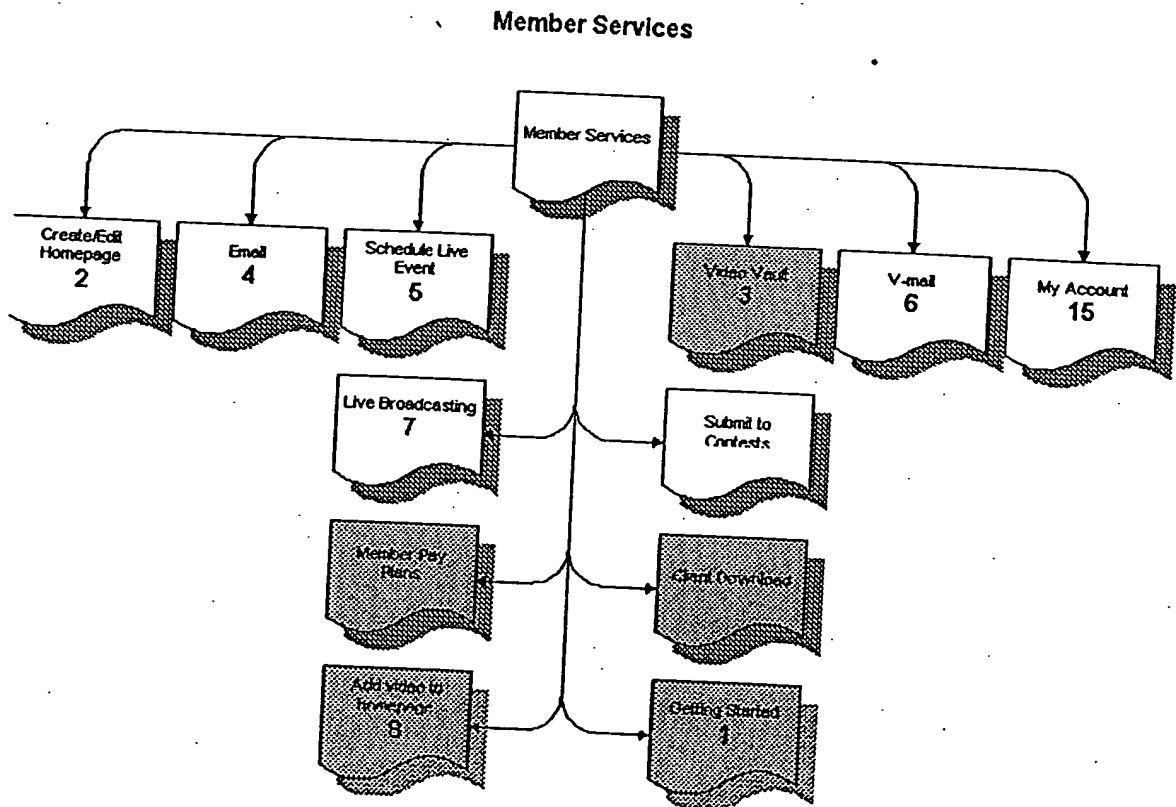 Member Services
Member Services
Create/Edit
Homepage
2
Email
4
Schedule Live
Event
5
Video Vault
3
V-mail
6
My Account
15
Live Broadcasting
7
Submit to
Contests
Member Pay
Plans
Client Download
Add video to
homepage
8
Getting Started
1